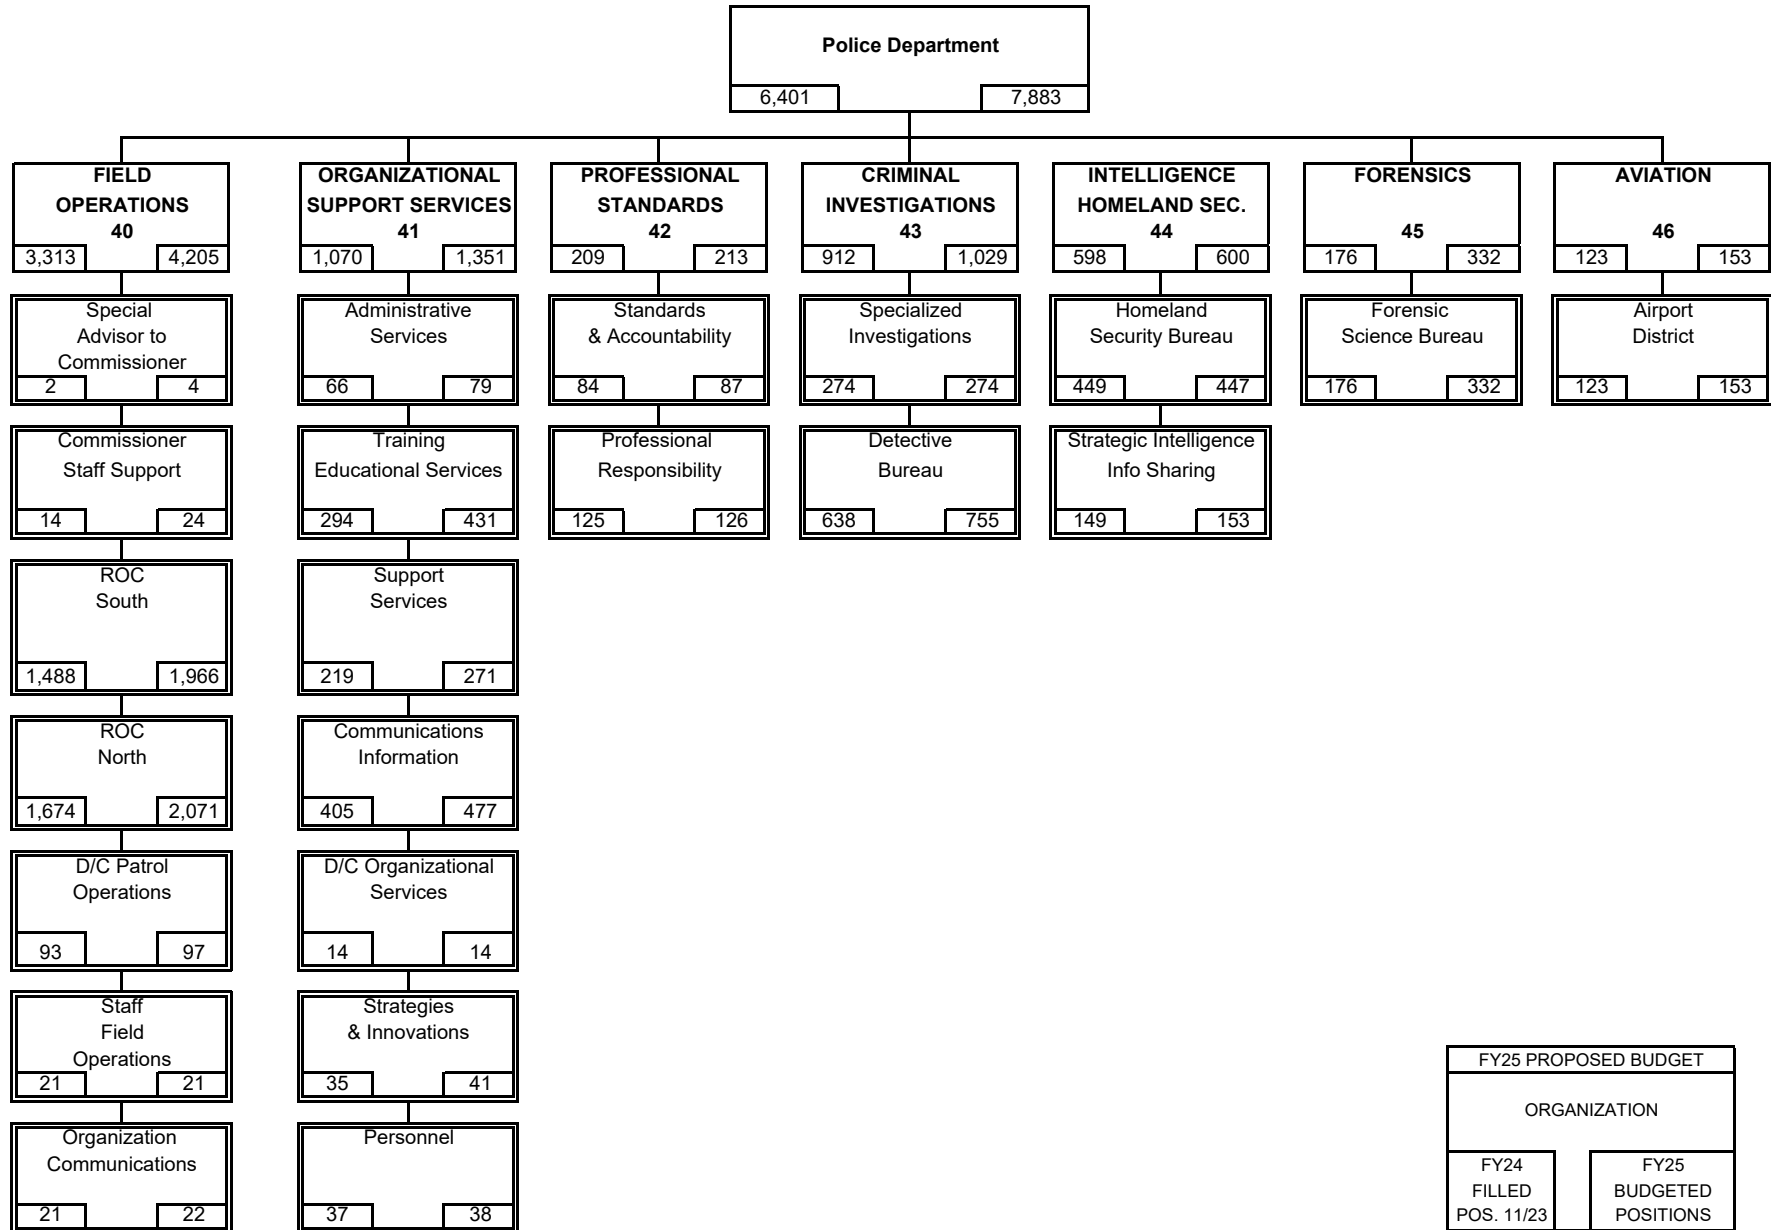 Police Department
6,401 7,883
FIELD
OPERATIONS
40
3,313 4,205
ORGANIZATIONAL
SUPPORT SERVICES
41
1,070 1,351
PROFESSIONAL
STANDARDS
42
209 213
CRIMINAL
INVESTIGATIONS
43
912 1,029
INTELLIGENCE
HOMELAND SEC.
44
598 600
FORENSICS
45
176 332
AVIATION
46
123 153
Special
Advisor to
Commissioner
2 4
Administrative
Services
66 79
Standards
& Accountability
84 87
Specialized
Investigations
274 274
Homeland
Security Bureau
449 447
Forensic
Science Bureau
176 332
Airport
District
123 153
Commissioner
Staff Support
14 24
Training
Educational Services
294 431
Professional
Responsibility
125 126
Detective
Bureau
638 755
Strategic Intelligence
Info Sharing
149 153
ROC
South
1,488 1,966
Support
Services
219 271
ROC
North
1,674 2,071
Communications
Information
405 477
D/C Patrol
Operations
93 97
D/C Organizational
Services
14 14
Staff
Field
Operations
21 21
Strategies
& Innovations
35 41
Organization
Communications
21 22
Personnel
37 38
FY25 PROPOSED BUDGET
ORGANIZATION
FY24
FILLED
POS. 11/23
FY25
BUDGETED
POSITIONS